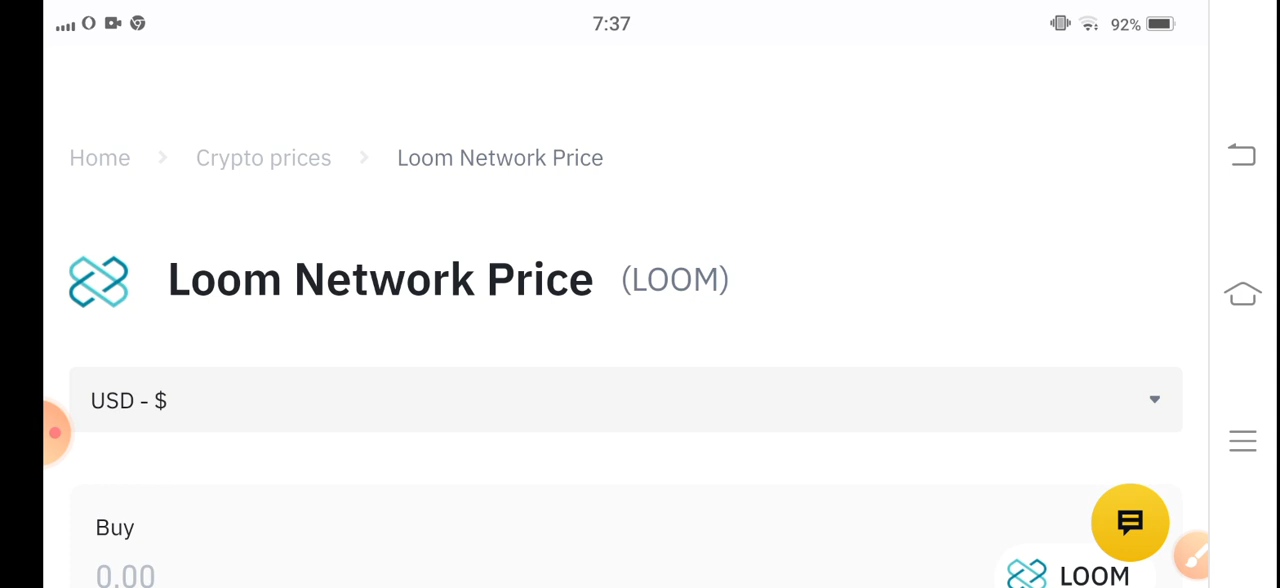 7:37
92%
Home > Crypto prices > Loom Network Price
Loom Network Price (LOOM)
USD - $
Buy
0.00
LOOM